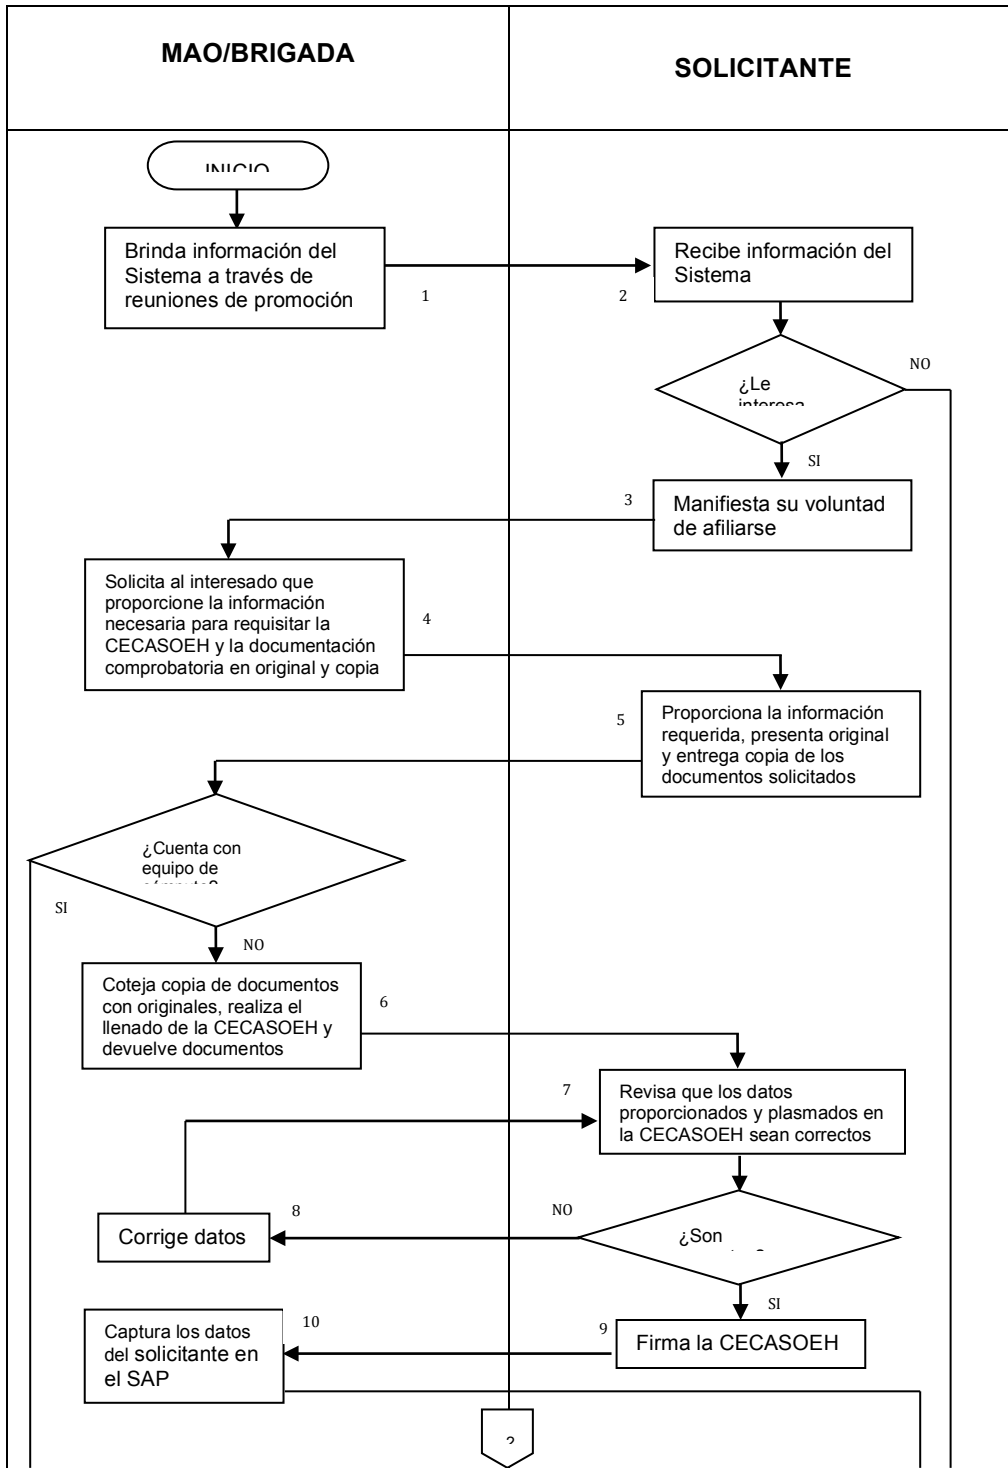 MAO/BRIGADA
SOLICITANTE
INICIO
Brinda información del
Sistema a través de
reuniones de promoción
1
2
Recibe información del
Sistema
¿Le
interesa
NO
SI
3
Manifiesta su voluntad
de afiliarse
Solicita al interesado que
proporcione la información
necesaria para requisitar la
CECASOEH y la documentación
comprobatoria en original y copia
4
5
Proporciona la información
requerida, presenta original
y entrega copia de los
documentos solicitados
¿Cuenta con
equipo de
cómputo?
SI
NO
Coteja copia de documentos
con originales, realiza el
llenado de la CECASOEH y
devuelve documentos
6
7
Revisa que los datos
proporcionados y plasmados en
la CECASOEH sean correctos
8
NO
Corrige datos
¿Son
SI
10
9
Captura los datos
del solicitante en
el SAP
Firma la CECASOEH
2